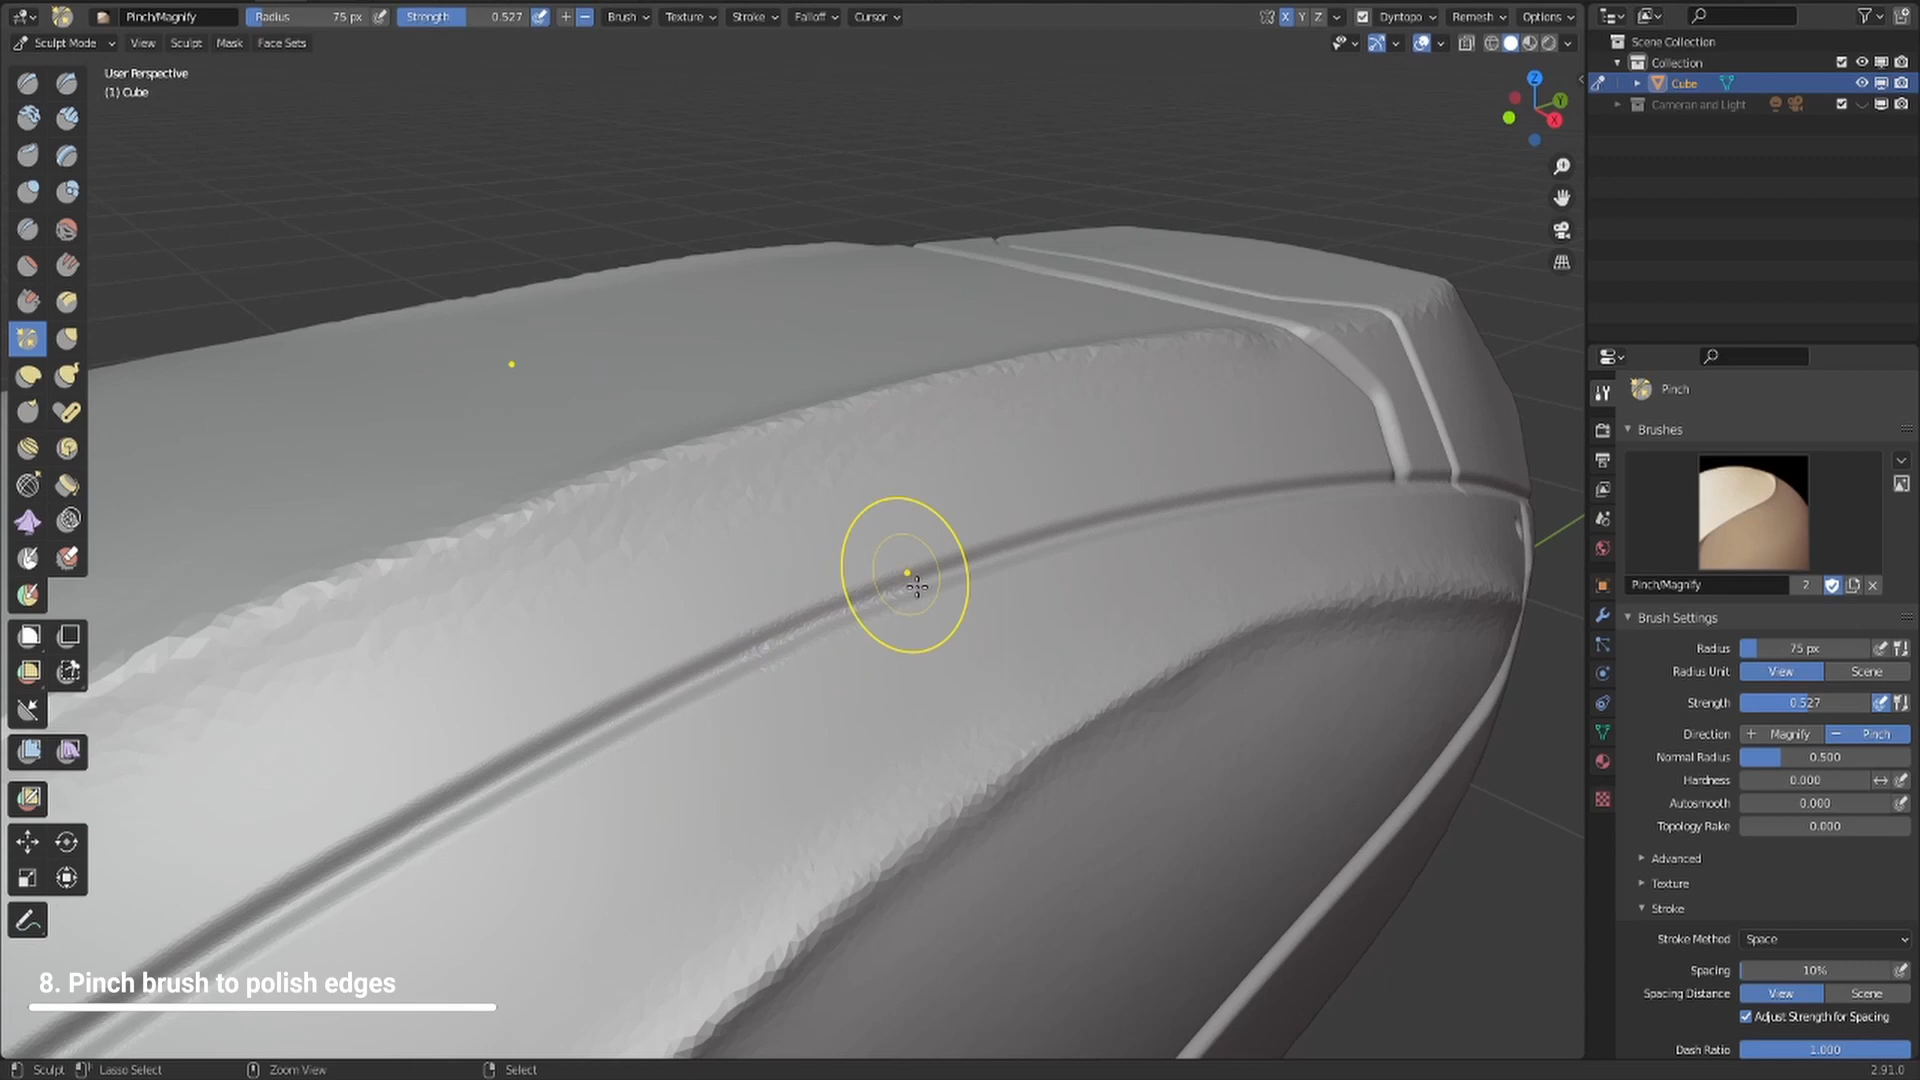 Pinch/Magnify Radius 75 px Strength 0.527 Brush Texture Stroke Falloff Cursor X Y Z Dyntopo Remesh Options
Sculpt Mode View Sculpt Mask Face Sets
User Perspective
(1) Cube
Z
Y
X
Scene Collection
Collection
Cube
Cameran and Light
Pinch
Brushes
Pinch/Magnify 2
Brush Settings
Radius 75 px
Radius Unit View Scene
Strength 0.527
Direction + Magnify − Pinch
Normal Radius 0.500
Hardness 0.000
Autosmooth 0.000
Topology Rake 0.000
Advanced
Texture
Stroke
Stroke Method Space
Spacing 10%
Spacing Distance View Scene
Adjust Strength for Spacing
Dash Ratio 1.000
8. Pinch brush to polish edges
Sculpt Lasso Select Zoom View Select 2.91.0